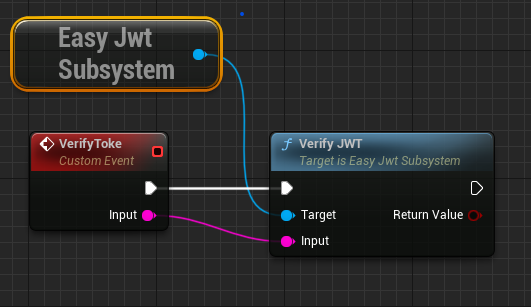 Easy Jwt
Subsystem
VerifyToke
Custom Event
Input
Verify JWT
Target is Easy Jwt Subsystem
Target
Return Value
Input